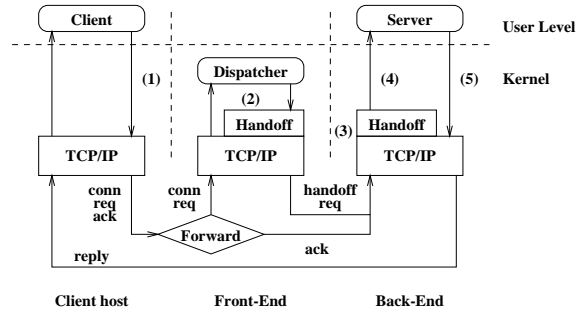 Client
Server
User Level
(1)
Dispatcher
(4)
(5)
Kernel
(2)
Handoff
(3)
Handoff
TCP/IP
TCP/IP
TCP/IP
conn
req
ack
conn
req
handoff
req
Forward
reply
ack
Client host
Front-End
Back-End